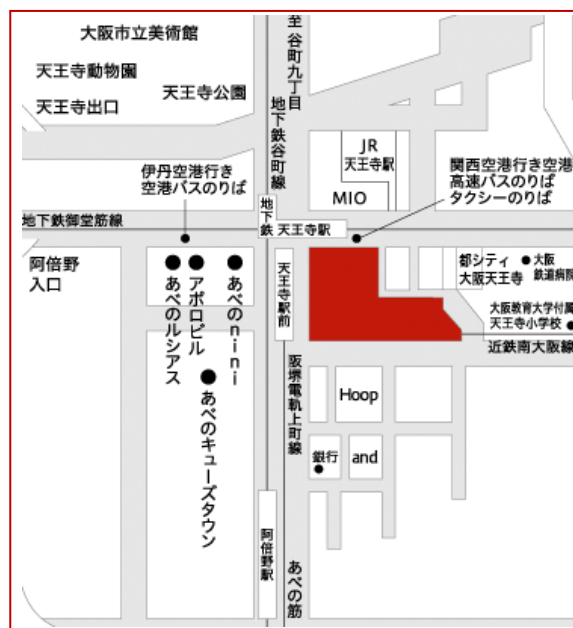 大阪市立美術館
天王寺動物園
天王寺公園
天王寺出口
至谷町九丁目
地下鉄谷町線
JR
天王寺駅
MIO
伊丹空港行き
空港バスのりば
関西空港行き空港
高速バスのりば
タクシーのりば
地下鉄御堂筋線
地下鉄
天王寺駅
阿倍野
入口
あべのルシアス
アポロビル
あべのnini
あべのキューズタウン
天王寺駅前
都シティ
大阪天王寺
大阪
鉄道病院
大阪教育大学付属
天王寺小学校
近鉄南大阪線
阪堺電軌上町線
Hoop
銀行
and
阿倍野駅
あべの筋